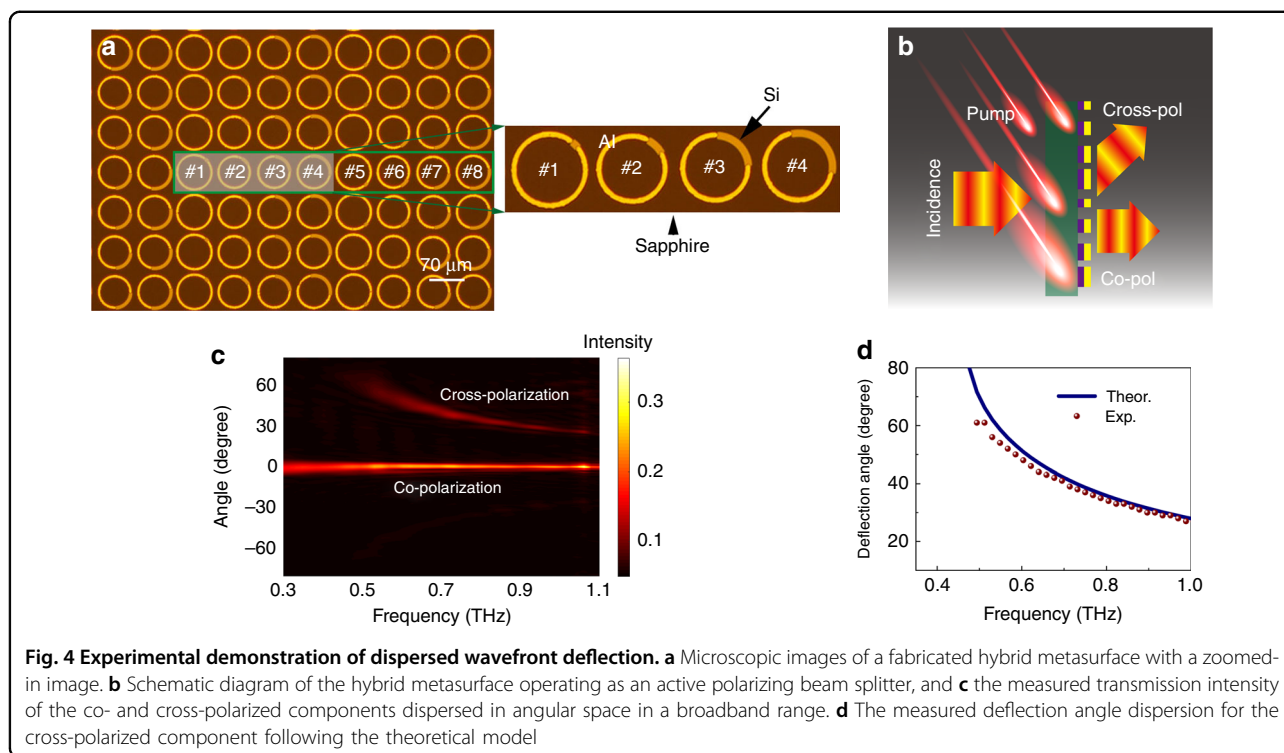 a
#1 #2 #3 #4 #5 #6 #7 #8
70 μm
Si
Al
#1 #2 #3 #4
Sapphire
b
Pump
Cross-pol
Incidence
Co-pol
c
Intensity
Angle (degree)
60
30
0
−30
−60
Cross-polarization
Co-polarization
0.3
0.2
0.1
0.3 0.5 0.7 0.9 1.1
Frequency (THz)
d
Deflection angle (degree)
80
60
40
20
Theor.
Exp.
0.4 0.6 0.8 1.0
Frequency (THz)
Fig. 4 Experimental demonstration of dispersed wavefront deflection. a Microscopic images of a fabricated hybrid metasurface with a zoomed-
in image. b Schematic diagram of the hybrid metasurface operating as an active polarizing beam splitter, and c the measured transmission intensity
of the co- and cross-polarized components dispersed in angular space in a broadband range. d The measured deflection angle dispersion for the
cross-polarized component following the theoretical model